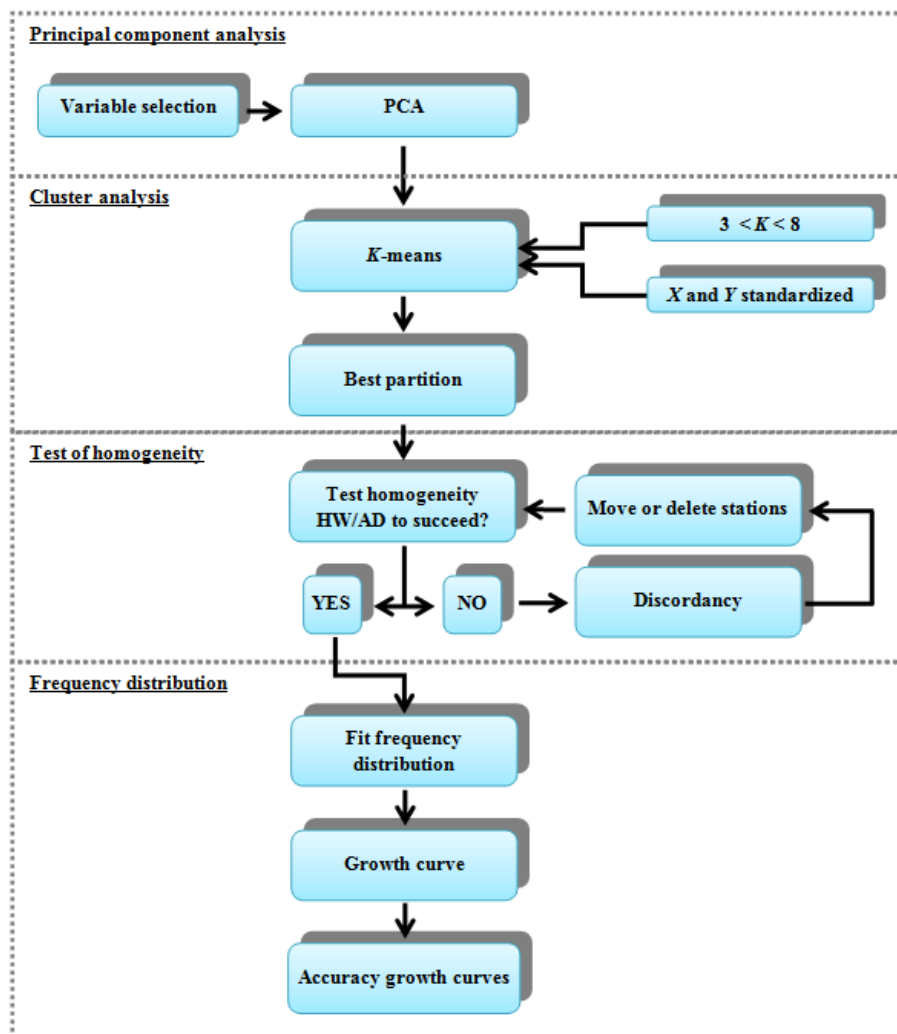 Principal component analysis
Variable selection
PCA
Cluster analysis
K-means
3 < K < 8
X and Y standardized
Best partition
Test of homogeneity
Test homogeneity
HW/AD to succeed?
Move or delete stations
YES
NO
Discordancy
Frequency distribution
Fit frequency
distribution
Growth curve
Accuracy growth curves